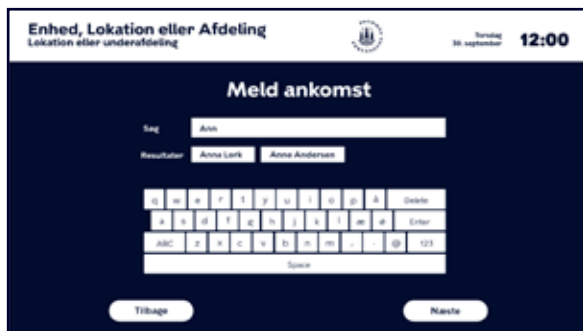 Enhed, Lokation eller Afdeling
Lokation eller underafdeling
Torsdag
30. september
12:00
Meld ankomst
Søg
Ann
Resultater
Anna Lork
Anne Andersen
q w e r t y u i o p å Delete
a s d f g h j k l æ ø Enter
ABC z x c v b n m , . @ 123
Space
Tilbage
Næste